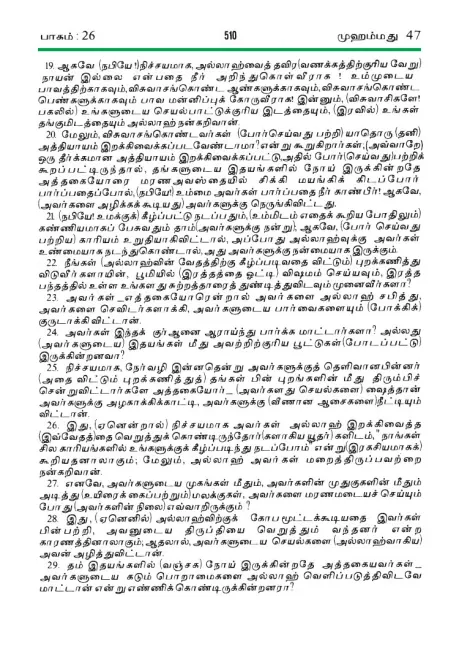 பாகம் : 26 510 முஹம்மது 47
19. ஆகவே (நபியே!)நிச்சயமாக, அல்லாஹ்வைத் தவிர(வணக்கத்திற்குரிய வேறு)
நாயன் இல்லை என்பதை நீர் அறிந்துகொள்வீராக ! உம்முடைய
பாவத்திற்காகவும், விசுவாசங்கொண்ட ஆண்களுக்காகவும், விசுவாசங்கொண்ட
பெண்களுக்காகவும் பாவ மன்னிப்புக் கோருவீராக! இன்னும், (விசுவாசிகளே!
பகலில்) உங்களுடைய செயல்பாட்டுக்குரிய இடத்தையும், (இரவில்) உங்கள்
தங்குமிடத்தையும் அல்லாஹ் நன்கறிவான்.
20. மேலும், விசுவாசங்கொண்டவர்கள் (போர்செய்வது பற்றி) யாதொரு (தனி)
அத்தியாயம் இறக்கிவைக்கப்படவேண்டாமா? என்று கூறுகிறார்கள்; (அவ்வாறே)
ஒரு தீர்க்கமான அத்தியாயம் இறக்கிவைக்கப்பட்டு, அதில் போர்(செய்வது)பற்றிக்
கூறப்பட்டிருந்தால், தங்களுடைய இதயங்களில் நோய் இருக்கின்றதே
அத்தகையோரை மரணஅவஸ்தையில் சிக்கி மயங்கிக் கிடப்போர்
பார்ப்பதைப்போல், (நபியே!) உம்மை அவர்கள் பார்ப்பதை நீர் காண்பீர்! ஆகவே,
(அவர்களை அழிக்கக்கூடியது) அவர்களுக்கு நெருங்கிவிட்டது.
21. (நபியே! உமக்குக்) கீழ்ப்பட்டு நடப்பதும், (உம்மிடம் எதைக் கூறிய போதிலும்)
கண்ணியமாகப் பேசுவதும் தாம்(அவர்களுக்கு நன்று); ஆகவே, (போர் செய்வது
பற்றிய) காரியம் உறுதியாகிவிட்டால், அப்போது அல்லாஹ்வுக்கு அவர்கள்
உண்மையாக நடந்துகொண்டால், அது அவர்களுக்கு நன்மையாக இருக்கும்.
22. நீங்கள் (அல்லாஹ்வின் வேதத்திற்கு கீழ்ப்படிவதை விட்டும்) புறக்கணித்து
விடுவீர்களாயின், பூமியில் (இரத்தத்தை ஓட்டி) விஷமம் செய்யவும், இரத்த
பந்தத்தில் உள்ள உங்களது சுற்றத்தாரைத் துண்டித்துவிடவும்முனைவீர்களா?
23. அவர்கள் _எத்தகையோரென்றால் அவர்களை அல்லாஹ் சபித்து,
அவர்களை செவிடர்களாக்கி, அவர்களுடைய பார்வைகளையும் (போக்கிக்)
குருடாக்கிவிட்டான்.
24. அவர்கள் இந்தக் குர்ஆனை ஆராய்ந்து பார்க்க மாட்டார்களா? அல்லது
(அவர்களுடைய) இதயங்கள் மீது அவற்றிற்குரிய பூட்டுகள்(போடப்பட்டு)
இருக்கின்றனவா?
25. நிச்சயமாக, நேர்வழி இன்னதென்று அவர்களுக்குத் தெளிவானபின்னர்
(அதை விட்டும் புறக்கணித்துத்) தங்கள் பின் புறங்களின் மீது திரும்பிச்
சென்றுவிட்டார்களே அத்தகையோர்_ (அவர்களது செயல்களை) ஷைத்தான்
அவர்களுக்கு அழகாக்கிக்காட்டி, அவர்களுக்கு (வீணான ஆசைகளை)நீட்டியும்
விட்டான்.
26. இது, (ஏனென்றால்) நிச்சயமாக அவர்கள் அல்லாஹ் இறக்கிவைத்த
(இவ்வேதத்)தை வெறுத்துக் கொண்டிருந்தோர்(களாகியயூதர்) களிடம், "நாங்கள்
சில காரியங்களில் உங்களுக்குக் கீழ்ப்படிந்து நடப்போம் என்று(இரகசியமாகக்)
கூறியதனாலாகும்; மேலும், அல்லாஹ் அவர்கள் மறைத்திருப்பவற்றை
நன்கறிவான்.
27. எனவே, அவர்களுடைய முகங்கள் மீதும், அவர்களின் முதுகுகளின் மீதும்
அடித்து (உயிரைக் கைப்பற்றும்)மலக்குகள், அவர்களை மரணமடையச் செய்யும்
போது(அவர்களின் நிலை) எவ்வாறிருக்கும் ?
28. இது, (ஏனெனில்) அல்லாஹ்விற்குக் கோபமூட்டக்கூடியதை இவர்கள்
பின்பற்றி, அவனுடைய திருப்தியை வெறுத்தும் வந்தனர் என்ற
காரணத்தினாலாகும்; ஆதலால், அவர்களுடைய செயல்களை (அல்லாஹ்வாகிய)
அவன் அழித்துவிட்டான்.
29. தம் இதயங்களில் (வஞ்சக) நோய் இருக்கின்றதே அத்தகையவர்கள் _
அவர்களுடைய கடும் பொறாமைகளை அல்லாஹ் வெளிப்படுத்திவிடவே
மாட்டான் என்று எண்ணிக்கொண்டிருக்கின்றனரா?